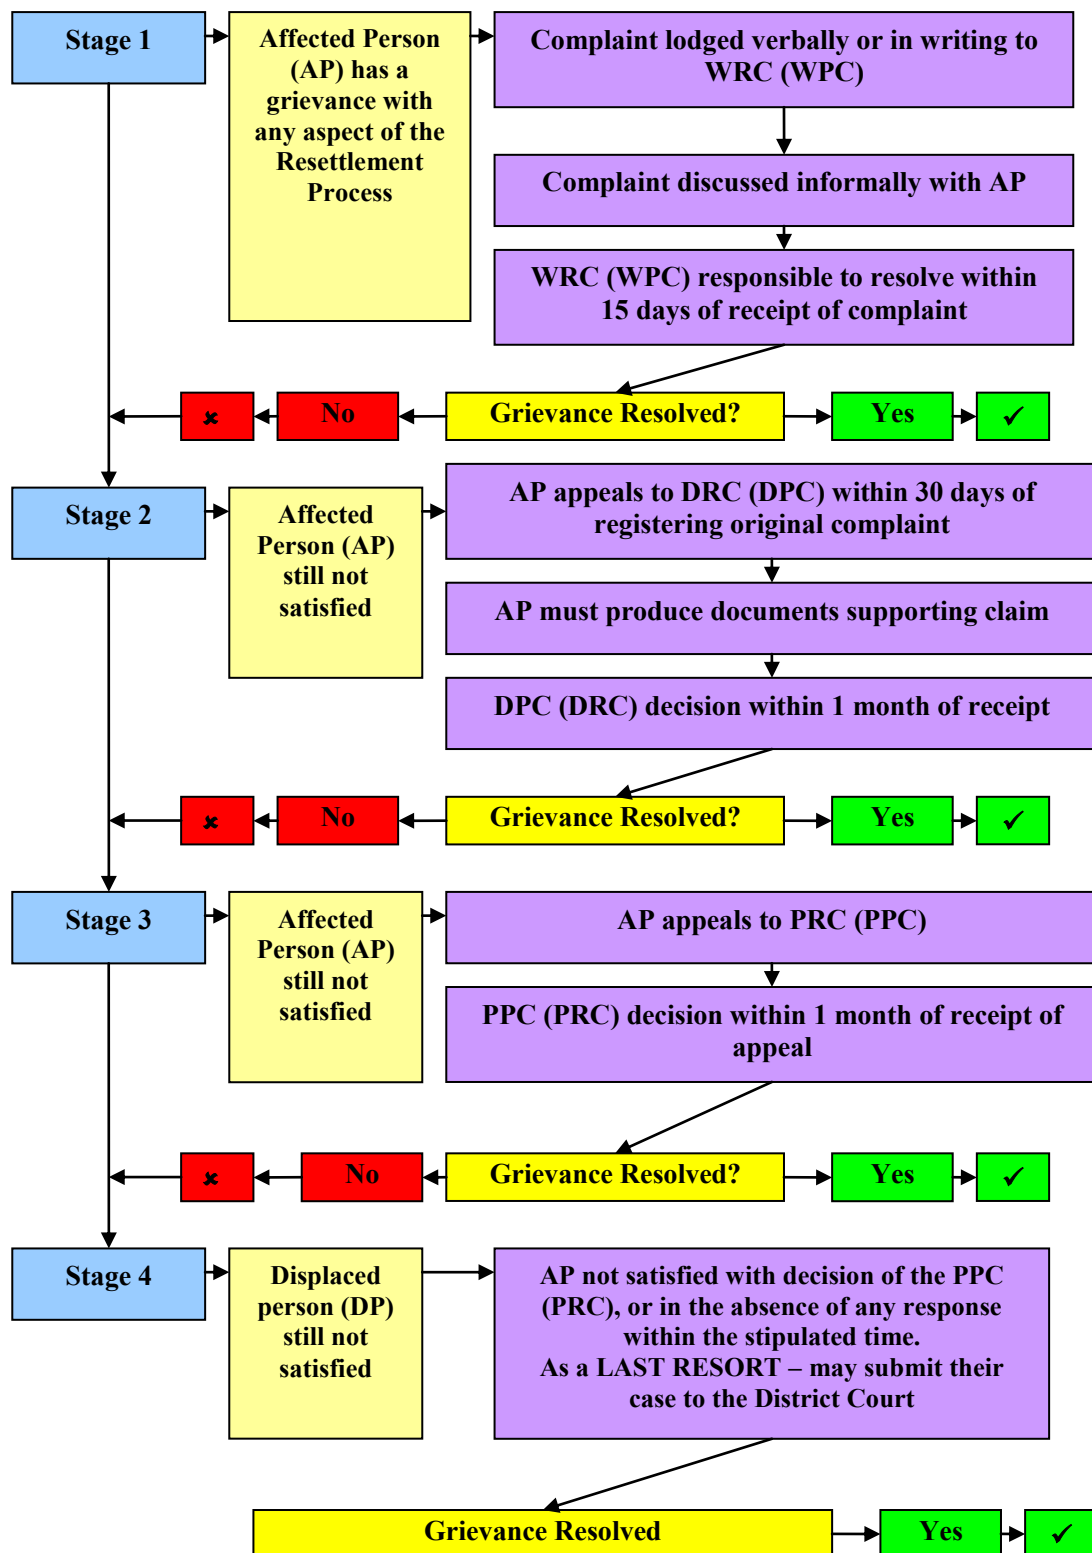 Stage 1
Affected Person
(AP) has a
grievance with
any aspect of the
Resettlement
Process
Complaint lodged verbally or in writing to
WRC (WPC)
Complaint discussed informally with AP
WRC (WPC) responsible to resolve within
15 days of receipt of complaint
✘
No
Grievance Resolved?
Yes
✓
Stage 2
Affected
Person (AP)
still not
satisfied
AP appeals to DRC (DPC) within 30 days of
registering original complaint
AP must produce documents supporting claim
DPC (DRC) decision within 1 month of receipt
✘
No
Grievance Resolved?
Yes
✓
Stage 3
Affected
Person (AP)
still not
satisfied
AP appeals to PRC (PPC)
PPC (PRC) decision within 1 month of receipt of
appeal
✘
No
Grievance Resolved?
Yes
✓
Stage 4
Displaced
person (DP)
still not
satisfied
AP not satisfied with decision of the PPC
(PRC), or in the absence of any response
within the stipulated time.
As a LAST RESORT – may submit their
case to the District Court
Grievance Resolved
Yes
✓